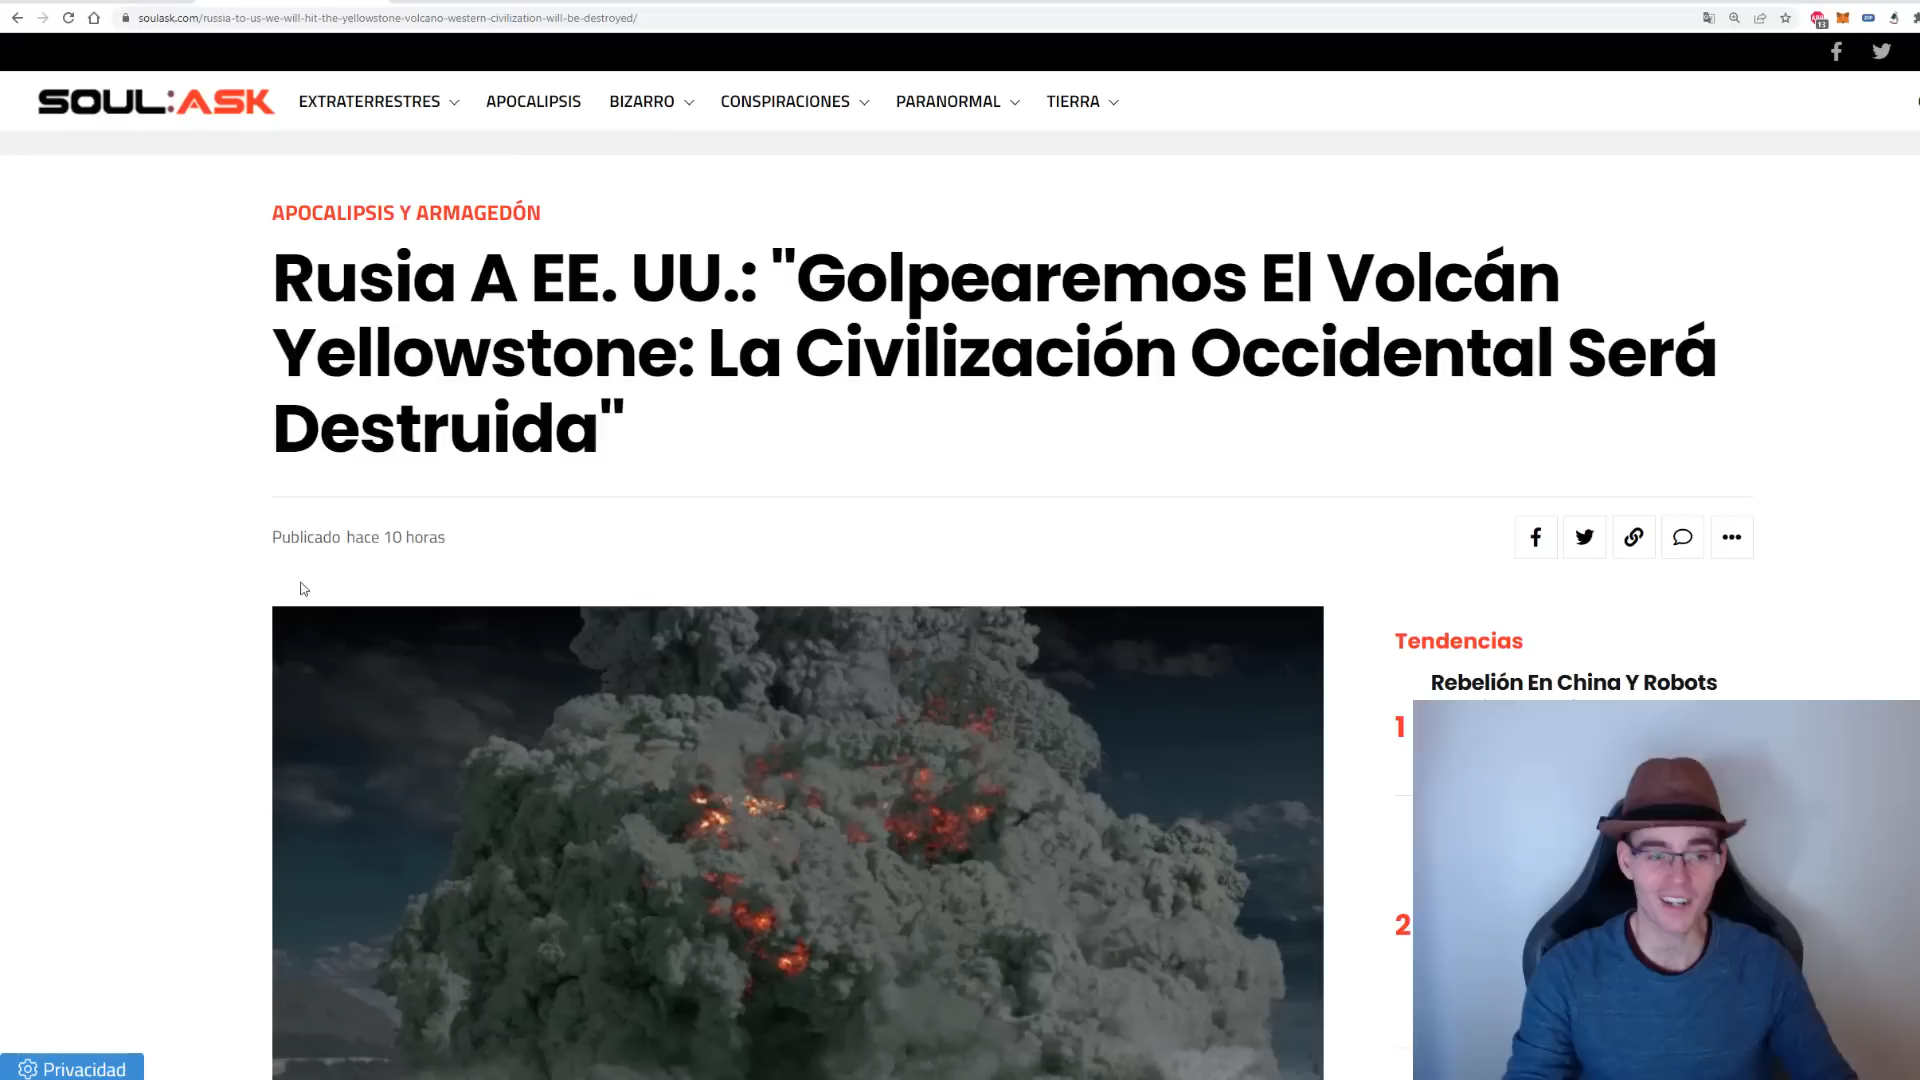 soulask.com/russia-to-us-we-will-hit-the-yellowstone-volcano-western-civilization-will-be-destroyed/
SOUL:ASK
EXTRATERRESTRES
APOCALIPSIS
BIZARRO
CONSPIRACIONES
PARANORMAL
TIERRA
APOCALIPSIS Y ARMAGEDÓN
Rusia A EE. UU.: "Golpearemos El Volcán
Yellowstone: La Civilización Occidental Será
Destruida"
Publicado hace 10 horas
Tendencias
Rebelión En China Y Robots
1
2
Privacidad